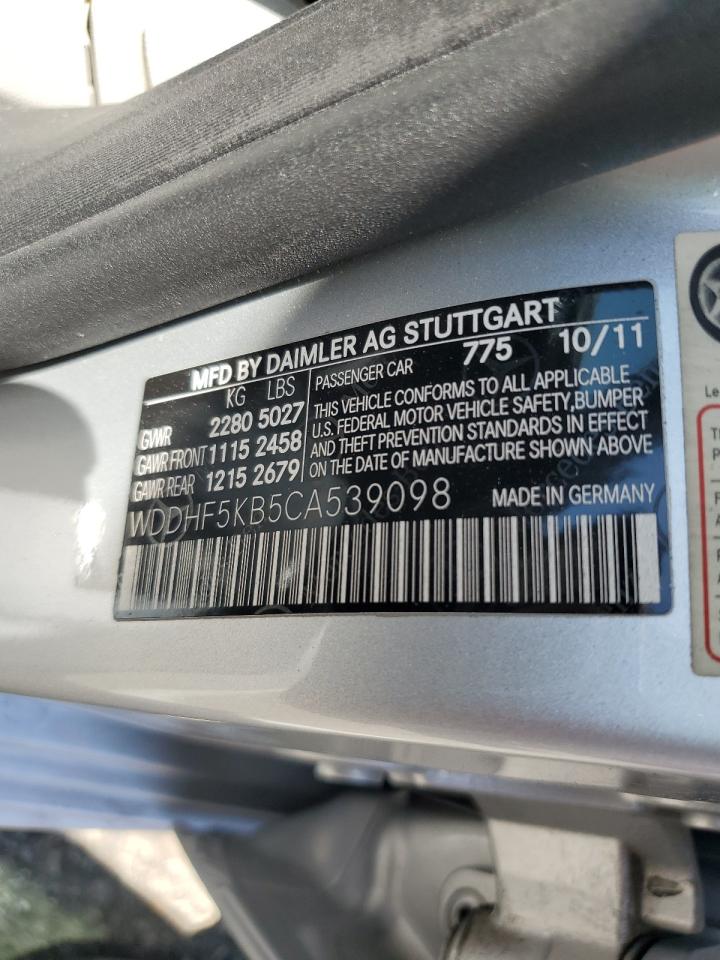 MFD BY DAIMLER AG STUTTGART
KG LBS
GVWR 2280 5027
GAWR FRONT 1115 2458
GAWR REAR 1215 2679
775 10/11
PASSENGER CAR
THIS VEHICLE CONFORMS TO ALL APPLICABLE
U.S. FEDERAL MOTOR VEHICLE SAFETY,BUMPER
AND THEFT PREVENTION STANDARDS IN EFFECT
ON THE DATE OF MANUFACTURE SHOWN ABOVE
WDDHF5KB5CA539098
MADE IN GERMANY
Le